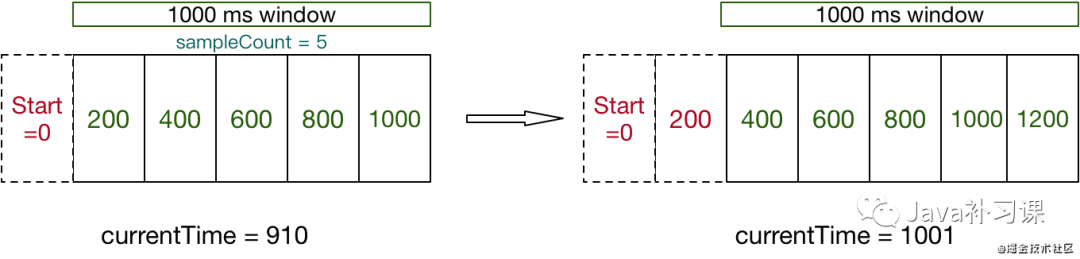 1000 ms window
sampleCount = 5
Start
=0
200
400
600
800
1000
currentTime = 910
1000 ms window
Start
=0
200
400
600
800
1000
1200
currentTime = 1001
Java补习课
@掘金技术社区